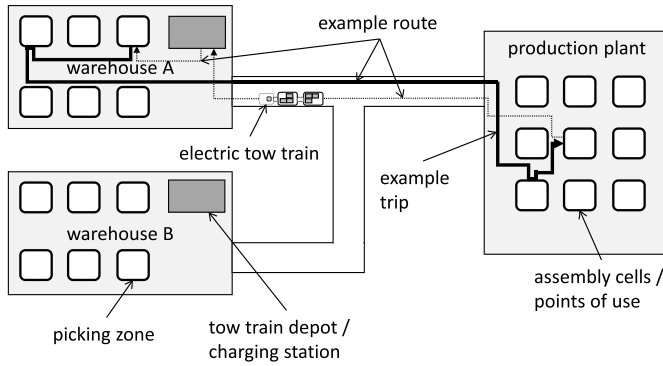 example route
production plant
warehouse A
electric tow train
example
trip
warehouse B
assembly cells /
points of use
picking zone
tow train depot /
charging station